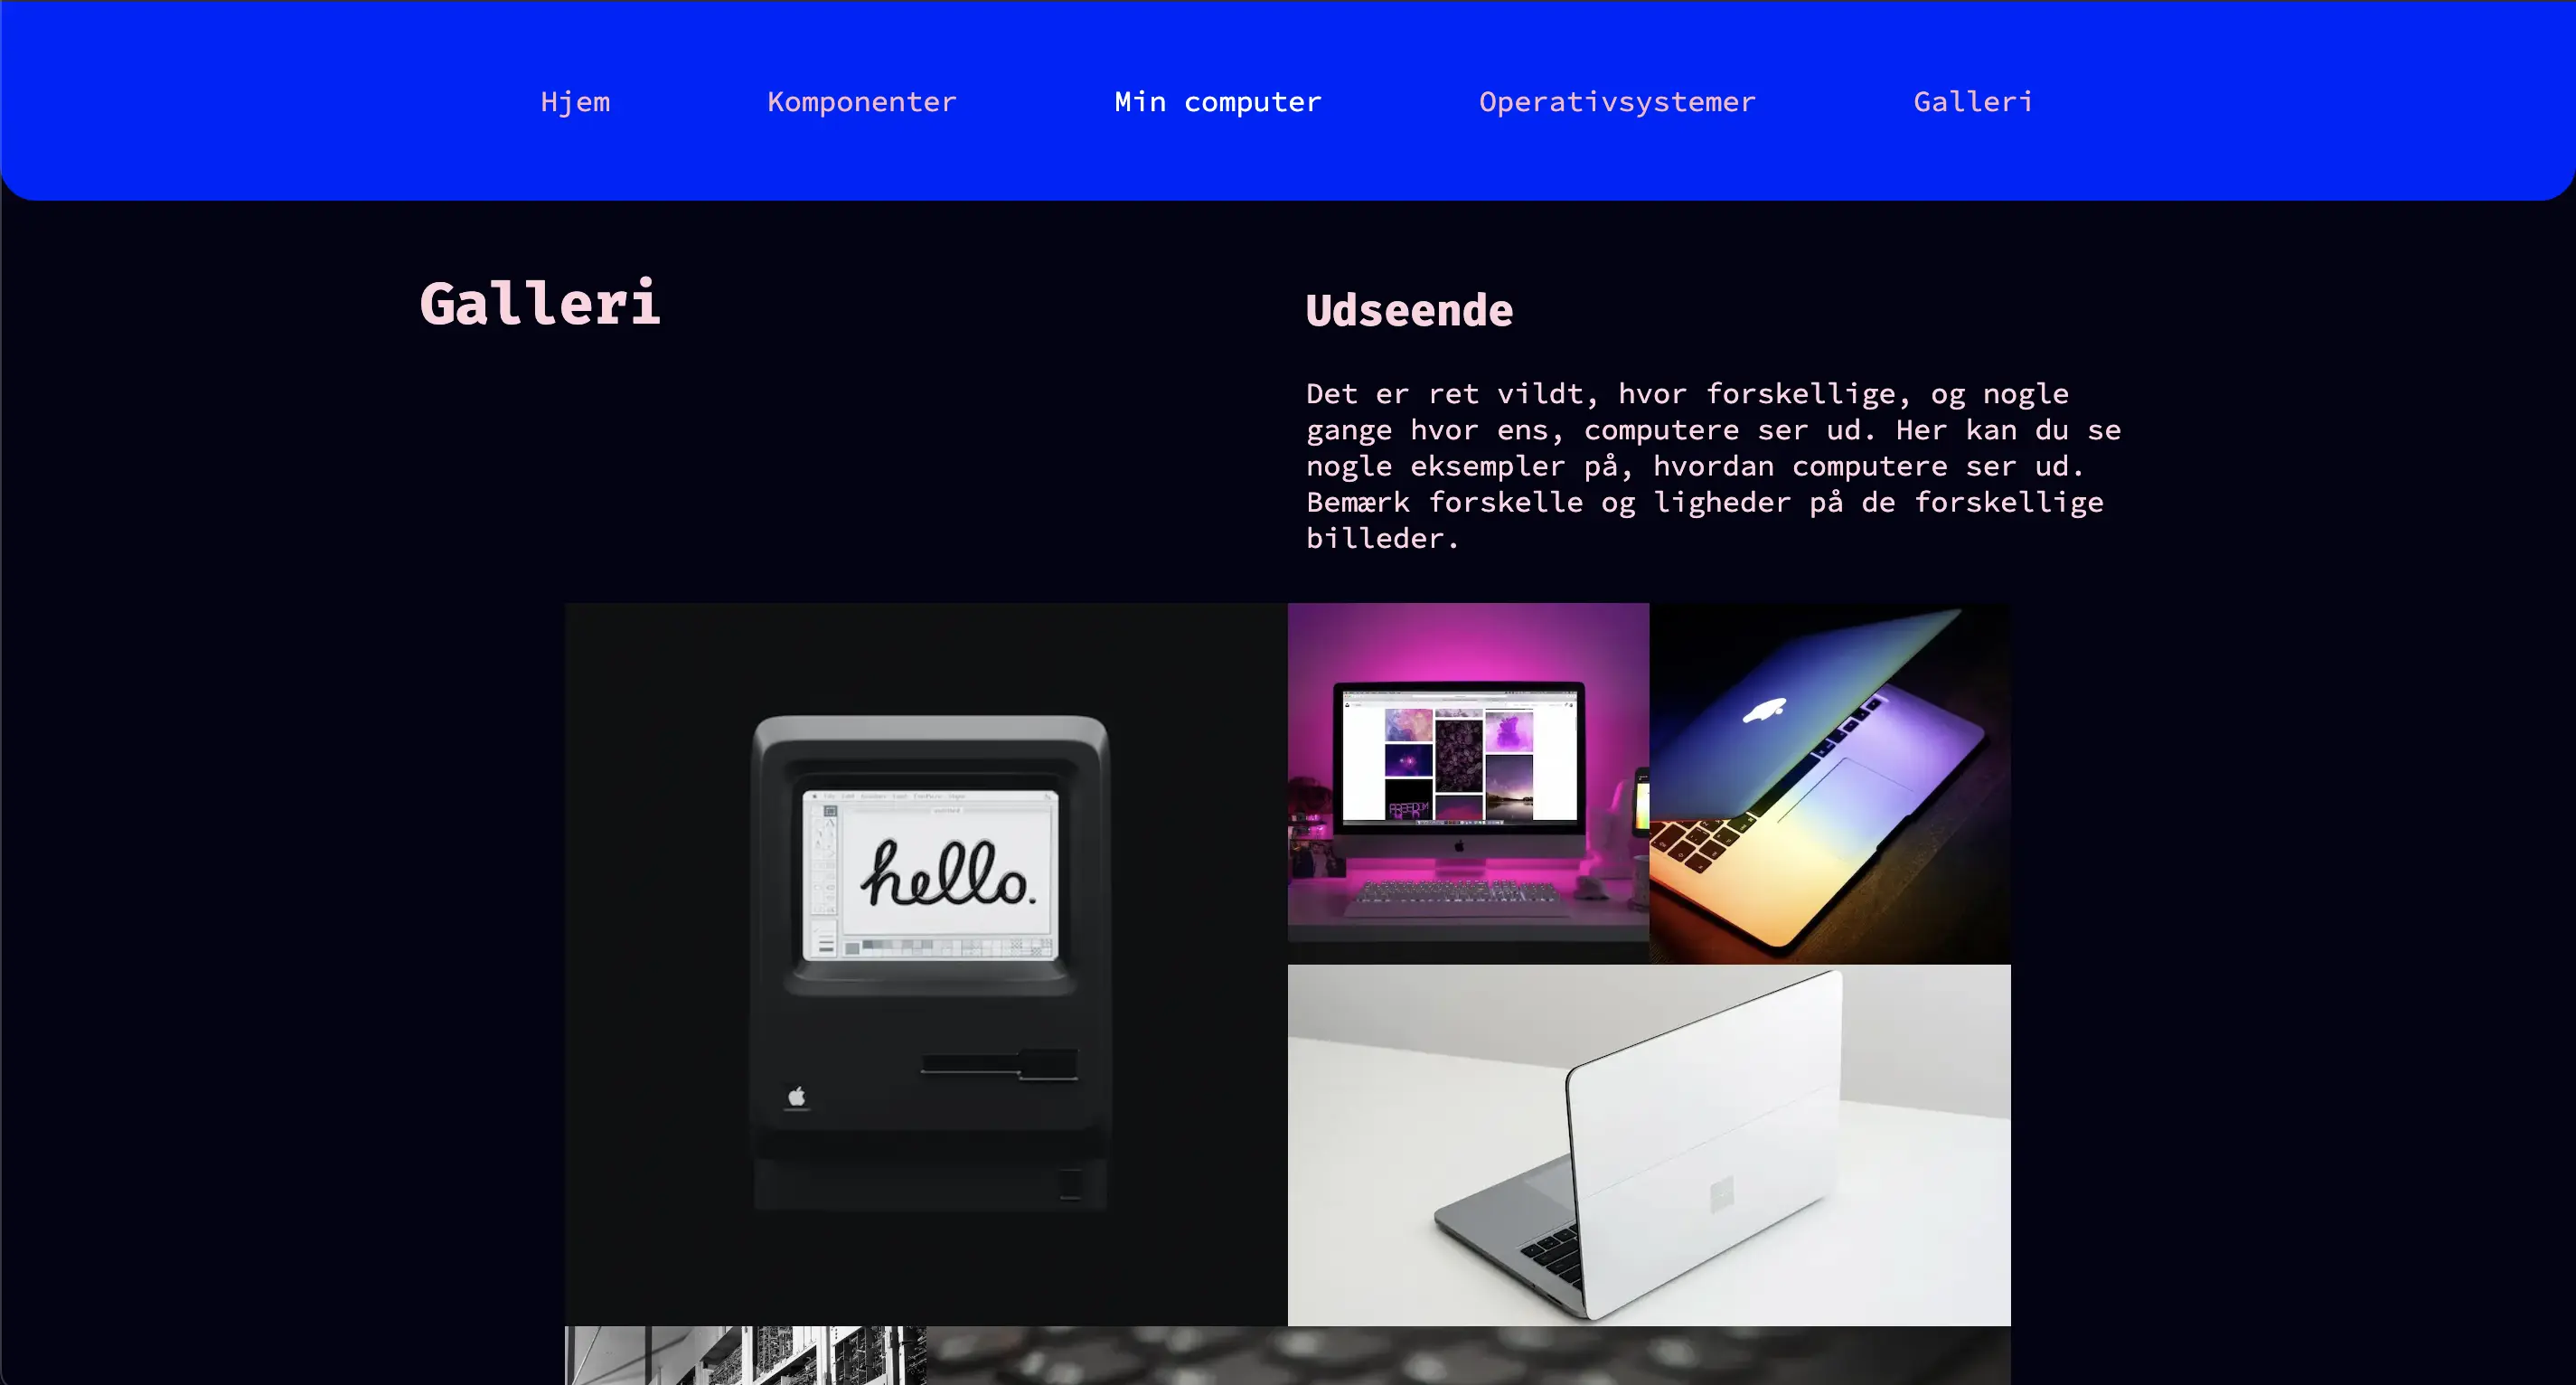 Hjem
Komponenter
Min computer
Operativsystemer
Galleri
Galleri
Udseende
Det er ret vildt, hvor forskellige, og nogle
gange hvor ens, computere ser ud. Her kan du se
nogle eksempler på, hvordan computere ser ud.
Bemærk forskelle og ligheder på de forskellige
billeder.
hello.
FREEDOM